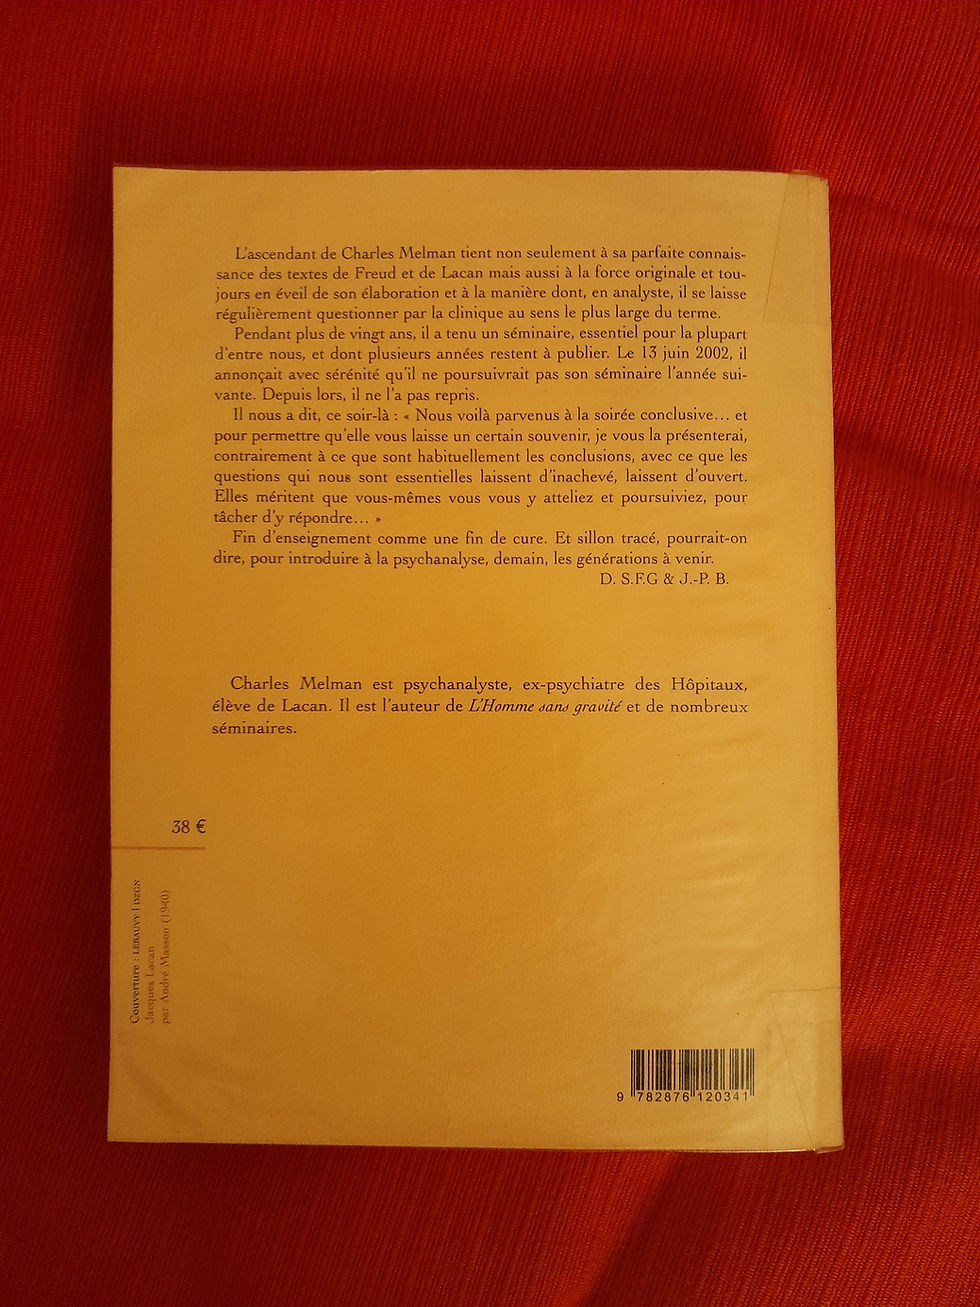 L'ascendant de Charles Melman tient non seulement à sa parfaite connais-
sance des textes de Freud et de Lacan mais aussi à la force originale et tou-
jours en éveil de son élaboration et à la manière dont, en analyste, il se laisse
régulièrement questionner par la clinique au sens le plus large du terme.
Pendant plus de vingt ans, il a tenu un séminaire, essentiel pour la plupart
d'entre nous, et dont plusieurs années restent à publier. Le 13 juin 2002, il
annonçait avec sérénité qu'il ne poursuivrait pas son séminaire l'année sui-
vante. Depuis lors, il ne l'a pas repris.
Il nous a dit, ce soir-là : « Nous voilà parvenus à la soirée conclusive... et
pour permettre qu'elle vous laisse un certain souvenir, je vous la présenterai,
contrairement à ce que sont habituellement les conclusions, avec ce que les
questions qui nous sont essentielles laissent d'inachevé, laissent d'ouvert.
Elles méritent que vous-mêmes vous vous y atteliez et poursuiviez, pour
tâcher d'y répondre... »
Fin d'enseignement comme une fin de cure. Et sillon tracé, pourrait-on
dire, pour introduire à la psychanalyse, demain, les générations à venir.
D. S.F.G & J.-P. B.
Charles Melman est psychanalyste, ex-psychiatre des Hôpitaux,
élève de Lacan. Il est l'auteur de L'Homme sans gravité et de nombreux
séminaires.
38 €
Couverture : LEBAUVY | DZGN
Jacques Lacan
par André Masson (1940)
9 782876 120341